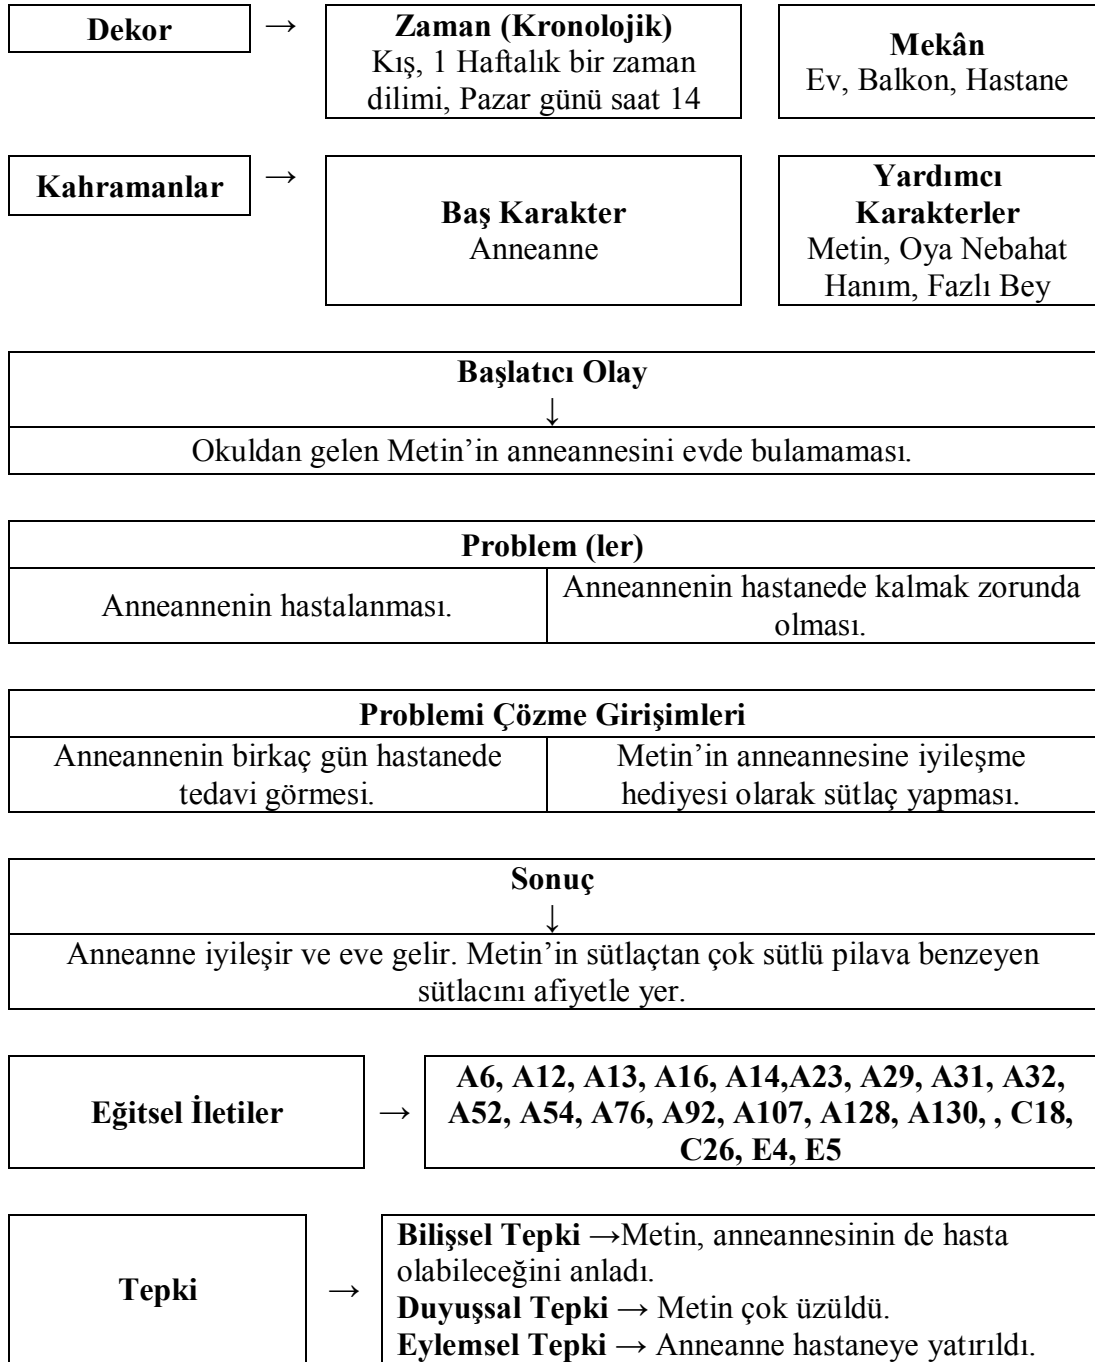 Dekor
→
Zaman (Kronolojik)
Kış, 1 Haftalık bir zaman
dilimi, Pazar günü saat 14
Mekân
Ev, Balkon, Hastane
Kahramanlar
→
Baş Karakter
Anneanne
Yardımcı
Karakterler
Metin, Oya Nebahat
Hanım, Fazlı Bey
Başlatıcı Olay
↓
Okuldan gelen Metin’in anneannesini evde bulamaması.
Problem (ler)
Anneannenin hastalanması.
Anneannenin hastanede kalmak zorunda
olması.
Problemi Çözme Girişimleri
Anneannenin birkaç gün hastanede
tedavi görmesi.
Metin’in anneannesine iyileşme
hediyesi olarak sütlaç yapması.
Sonuç
↓
Anneanne iyileşir ve eve gelir. Metin’in sütlaçtan çok sütlü pilava benzeyen
sütlacını afiyetle yer.
Eğitsel İletiler
→
A6, A12, A13, A16, A14,A23, A29, A31, A32,
A52, A54, A76, A92, A107, A128, A130, , C18,
C26, E4, E5
Tepki
→
Bilişsel Tepki →Metin, anneannesinin de hasta
olabileceğini anladı.
Duyuşsal Tepki → Metin çok üzüldü.
Eylemsel Tepki → Anneanne hastaneye yatırıldı.